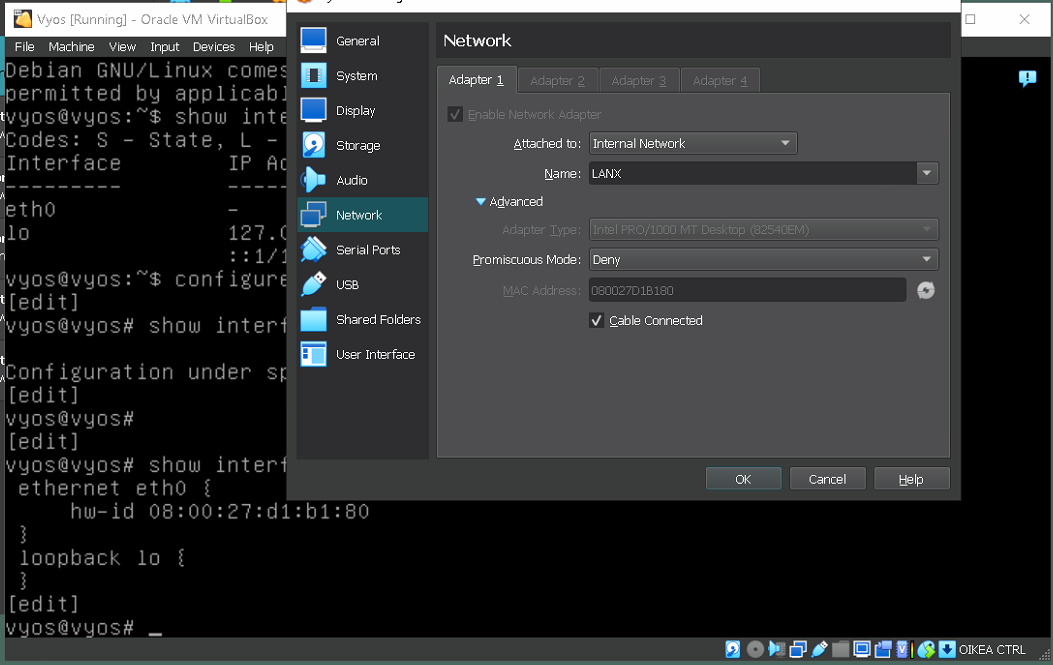 Vyos [Running] - Oracle VM VirtualBox
File Machine View Input Devices Help
Debian GNU/Linux comes
permitted by applicabl
vyos@vyos:~$ show inte
Codes: S - State, L -
Interface IP Ad
--------- -----
eth0 -
lo 127.0
::1/1
vyos@vyos:~$ configure
[edit]
vyos@vyos# show interf
Configuration under sp
[edit]
vyos@vyos#
[edit]
vyos@vyos# show interf
ethernet eth0 {
hw-id 08:00:27:d1:b1:80
}
loopback lo {
}
[edit]
vyos@vyos# _
General
System
Display
Storage
Audio
Network
Serial Ports
USB
Shared Folders
User Interface
Network
Adapter 1 Adapter 2 Adapter 3 Adapter 4
Enable Network Adapter
Attached to: Internal Network
Name: LANX
Advanced
Adapter Type: Intel PRO/1000 MT Desktop (82540EM)
Promiscuous Mode: Deny
MAC Address: 080027D1B180
Cable Connected
OK Cancel Help
OIKEA CTRL